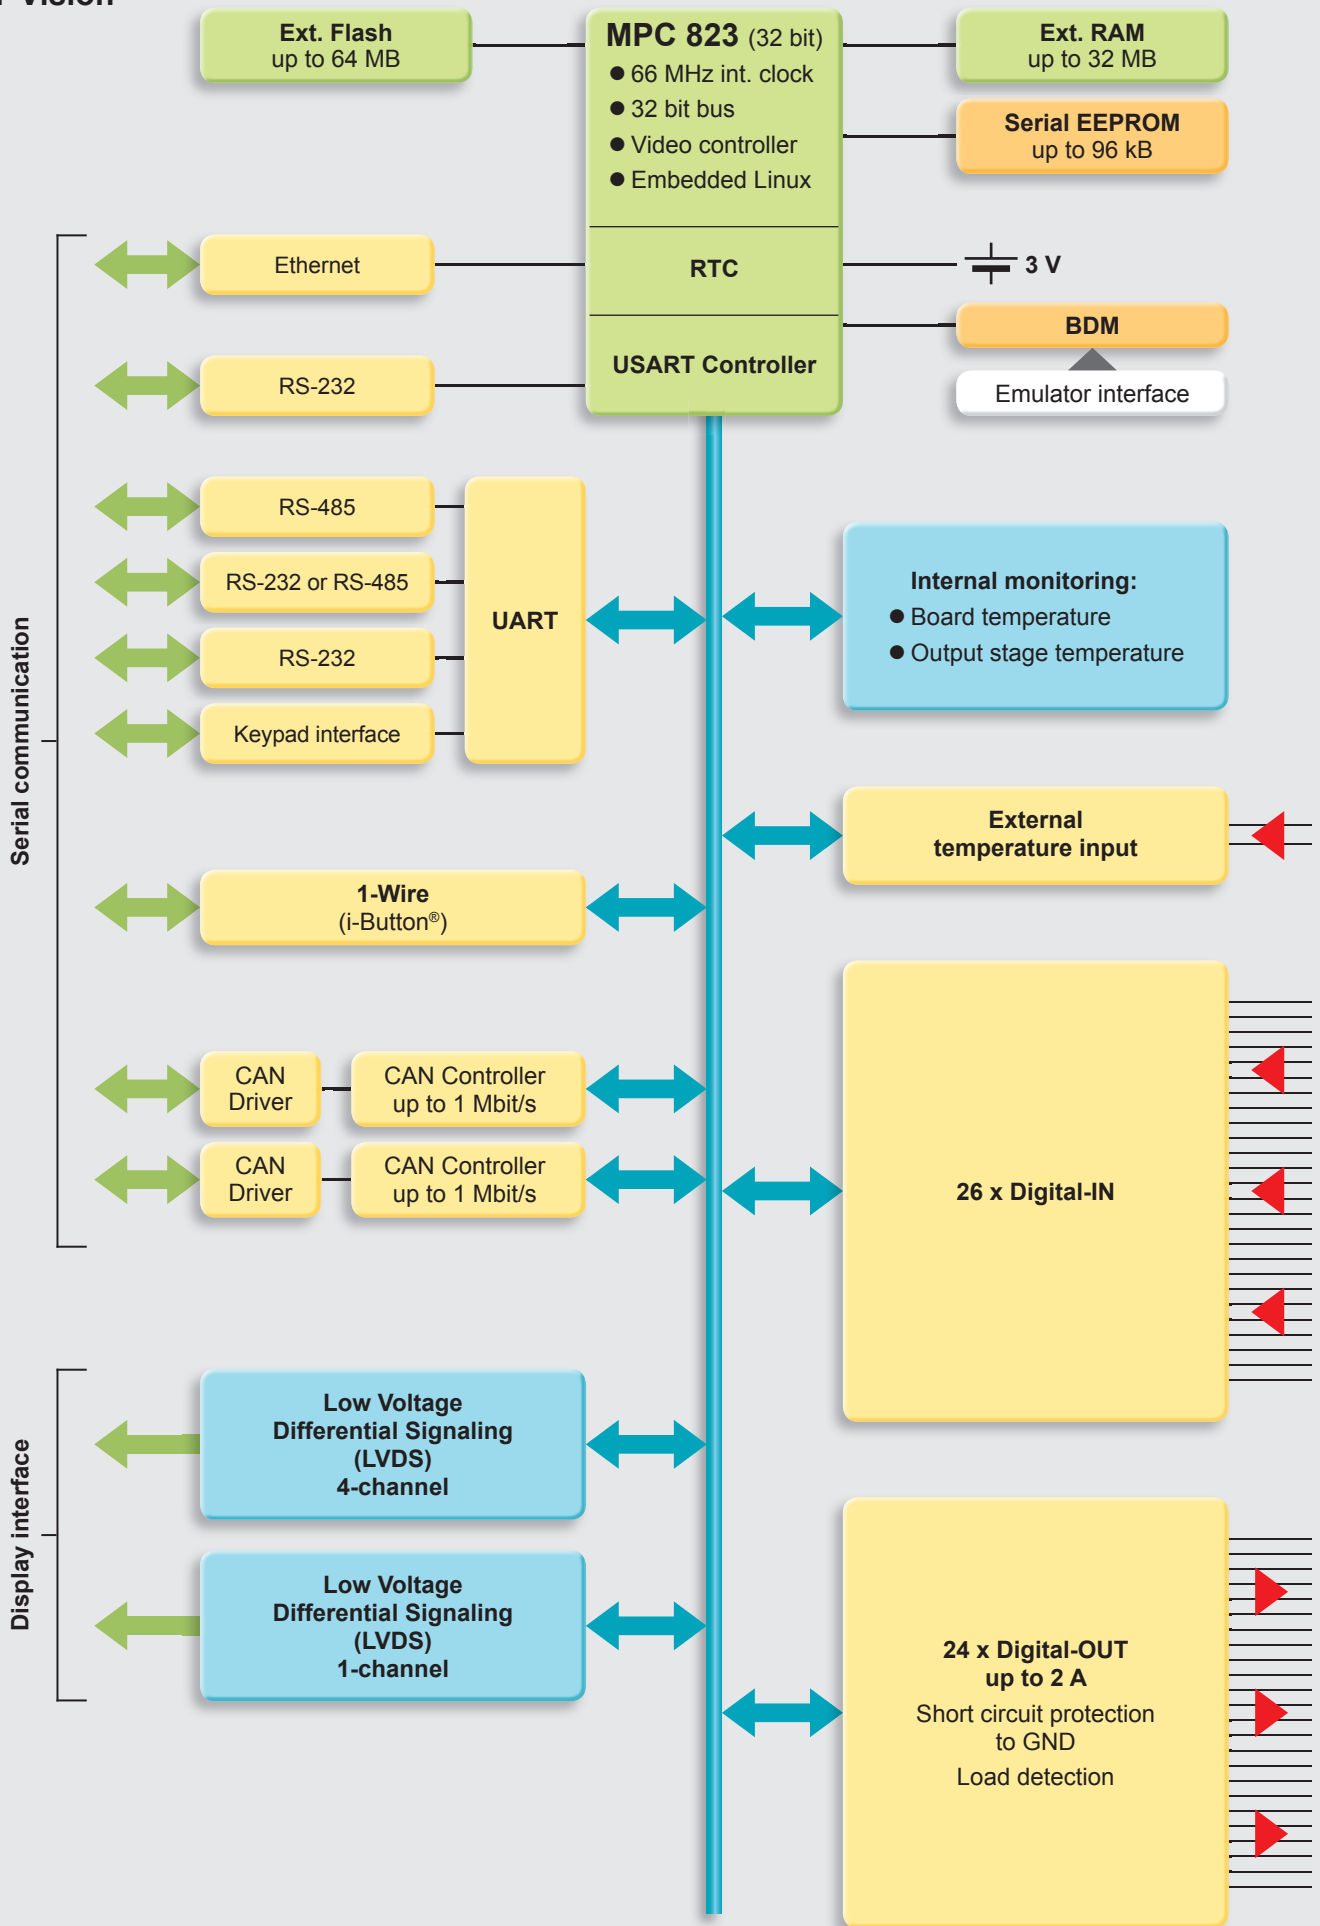 Vision
Ext. Flash
up to 64 MB
MPC 823 (32 bit)
● 66 MHz int. clock
● 32 bit bus
● Video controller
● Embedded Linux
RTC
USART Controller
Ext. RAM
up to 32 MB
Serial EEPROM
up to 96 kB
3 V
BDM
Emulator interface
Serial communication
Ethernet
RS-232
RS-485
RS-232 or RS-485
RS-232
Keypad interface
UART
Internal monitoring:
● Board temperature
● Output stage temperature
External
temperature input
1-Wire
(i-Button®)
CAN
Driver
CAN Controller
up to 1 Mbit/s
CAN
Driver
CAN Controller
up to 1 Mbit/s
26 x Digital-IN
Display interface
Low Voltage
Differential Signaling
(LVDS)
4-channel
Low Voltage
Differential Signaling
(LVDS)
1-channel
24 x Digital-OUT
up to 2 A
Short circuit protection
to GND
Load detection